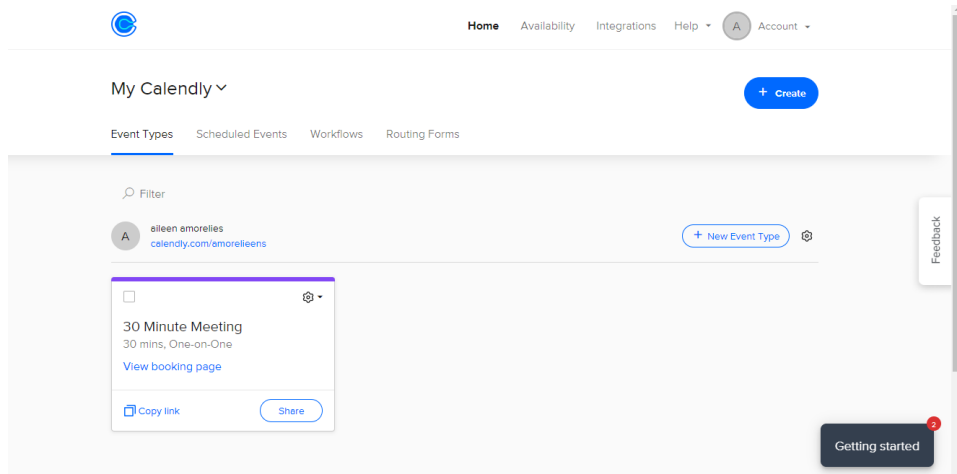 Home Availability Integrations Help A Account
My Calendly
+ Create
Event Types Scheduled Events Workflows Routing Forms
Filter
A
aileen amorelies
calendly.com/amorelieens
+ New Event Type
Feedback
30 Minute Meeting
30 mins, One-on-One
View booking page
Copy link Share
2
Getting started